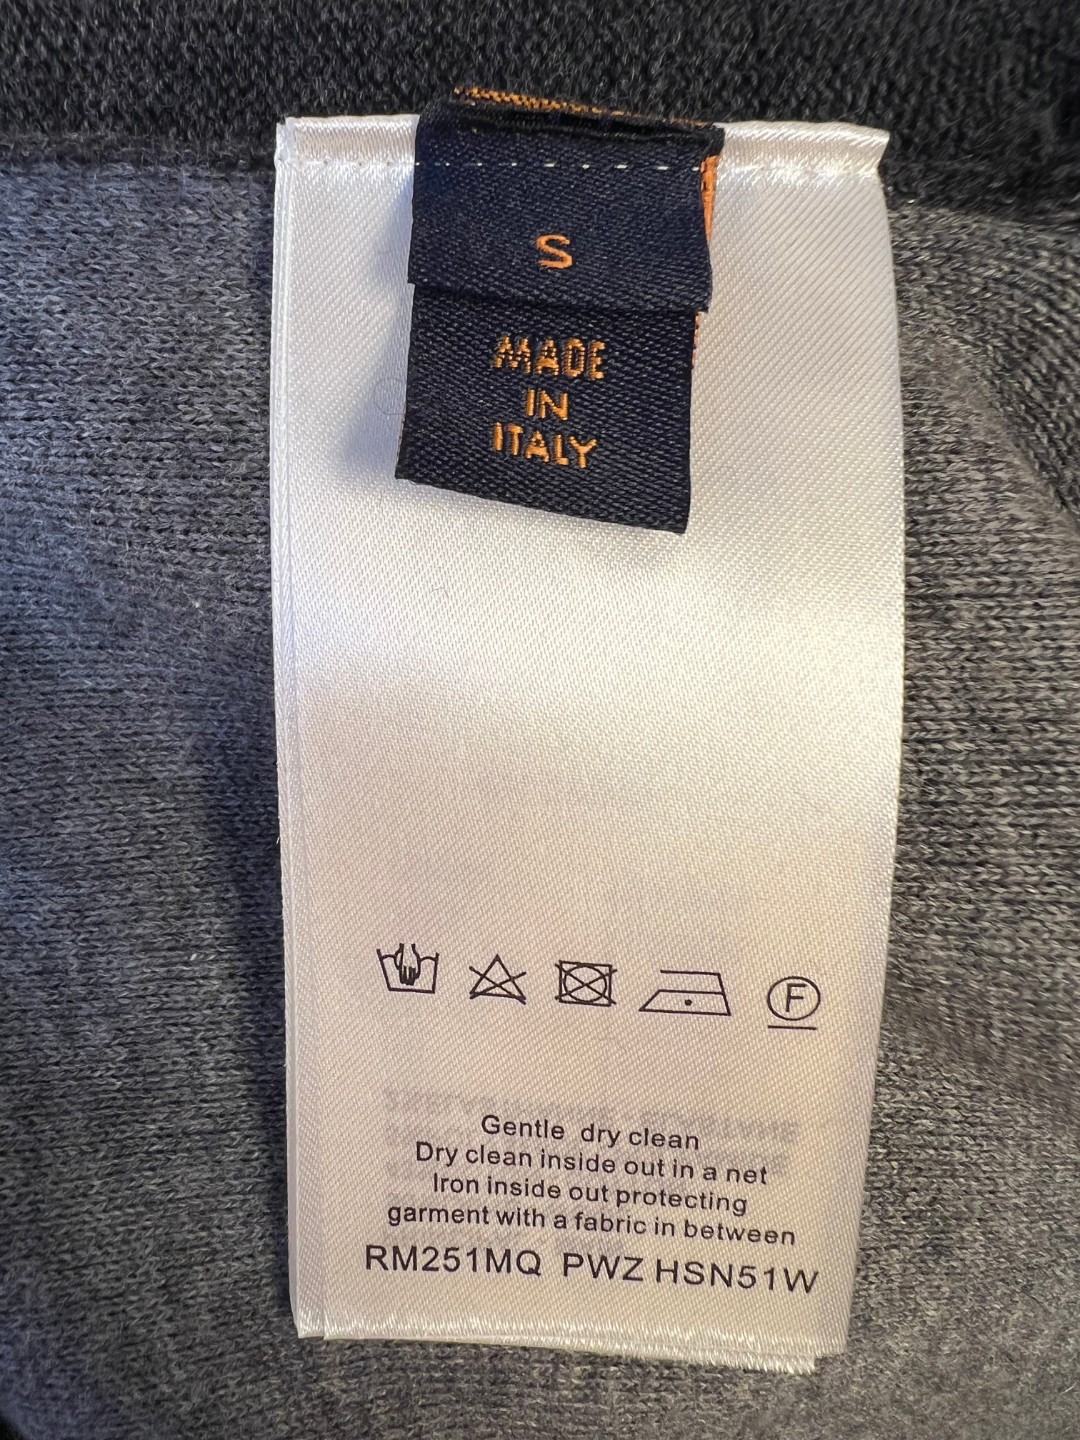 S
MADE
IN
ITALY
F
Gentle dry clean
Dry clean inside out in a net
Iron inside out protecting
garment with a fabric in between
RM251MQ PWZ HSN51W